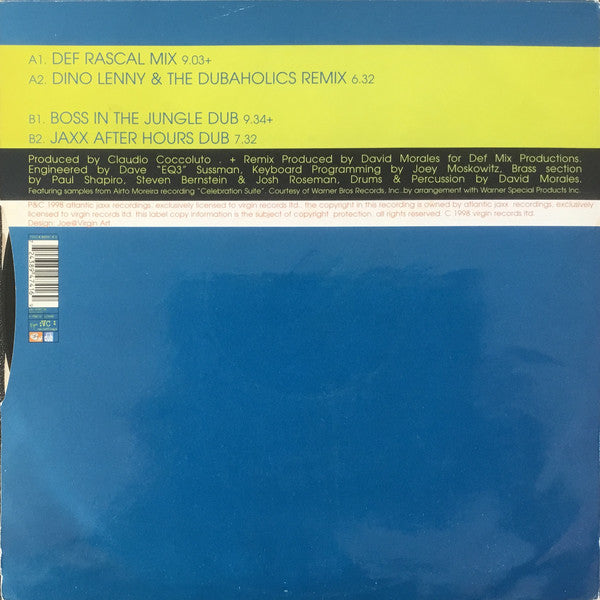 A1. DEF RASCAL MIX 9.03+
A2. DINO LENNY & THE DUBAHOLICS REMIX 6.32
B1. BOSS IN THE JUNGLE DUB 9.34+
B2. JAXX AFTER HOURS DUB 7.32
Produced by Claudio Coccoluto . + Remix Produced by David Morales for Def Mix Productions.
Engineered by Dave "EQ3" Sussman, Keyboard Programming by Joey Moskowitz, Brass section
by Paul Shapiro, Steven Bernstein & Josh Roseman, Drums & Percussion by David Morales.
Featuring samples from Airto Moreira recording "Celebration Suite". Courtesy of Warner Bros Records, Inc. by arrangement with Warner Special Products Inc.
P&C 1998 atlantic jaxx recordings. exclusively licensed to virgin records ltd. the copyright in the recording is owned by atlantic jaxx recordings. exclusively
licensed to virgin records ltd. this label copy information is the subject of copyright protection. all rights reserved. C 1998 virgin records ltd.
Design: Joe@Virgin Art